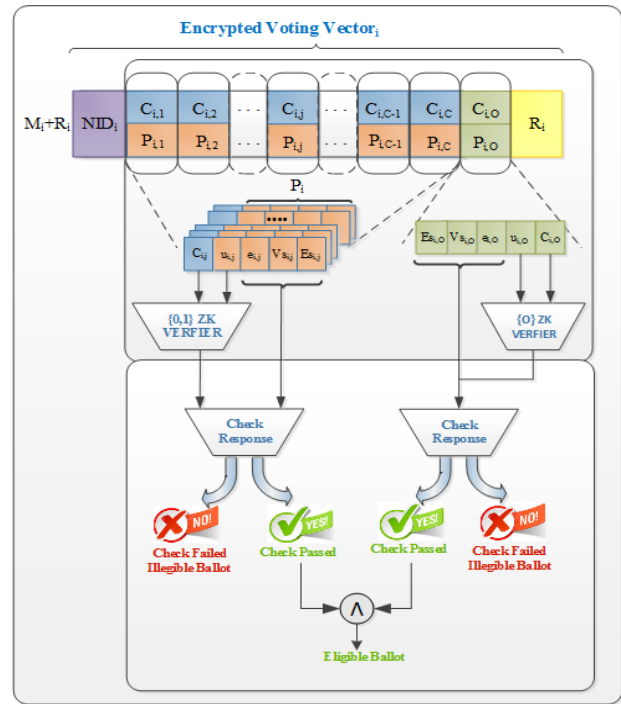 Encrypted Voting Vector_i
M_i+R_i NID_i C_i,1 C_i,2 . . . C_i,j . . . C_i,C-1 C_i,C C_i,O R_i
P_i,1 P_i,2 . . . P_i,j . . . P_i,C-1 P_i,C P_i,O
P_i
....
C_i,j u_i,j e_i,j Vs_i,j Es_i,j
Es_i,O Vs_i,O e_i,O u_i,O C_i,O
{0,1} ZK
VERFIER
{O} ZK
VERFIER
Check
Response
Check
Response
NO!
YES!
YES!
NO!
Check Failed
Illegible Ballot
Check Passed
Check Passed
Check Failed
Illegible Ballot
Λ
Eligible Ballot